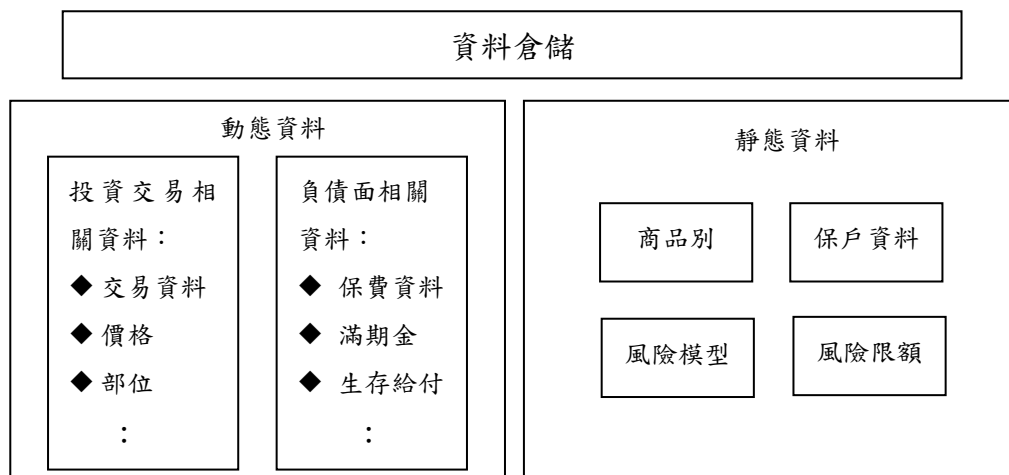 資料倉儲
動態資料
投資交易相
關資料：
◆ 交易資料
◆ 價格
◆ 部位
：
負債面相關
資料：
◆ 保費資料
◆ 滿期金
◆ 生存給付
：
靜態資料
商品別
保戶資料
風險模型
風險限額